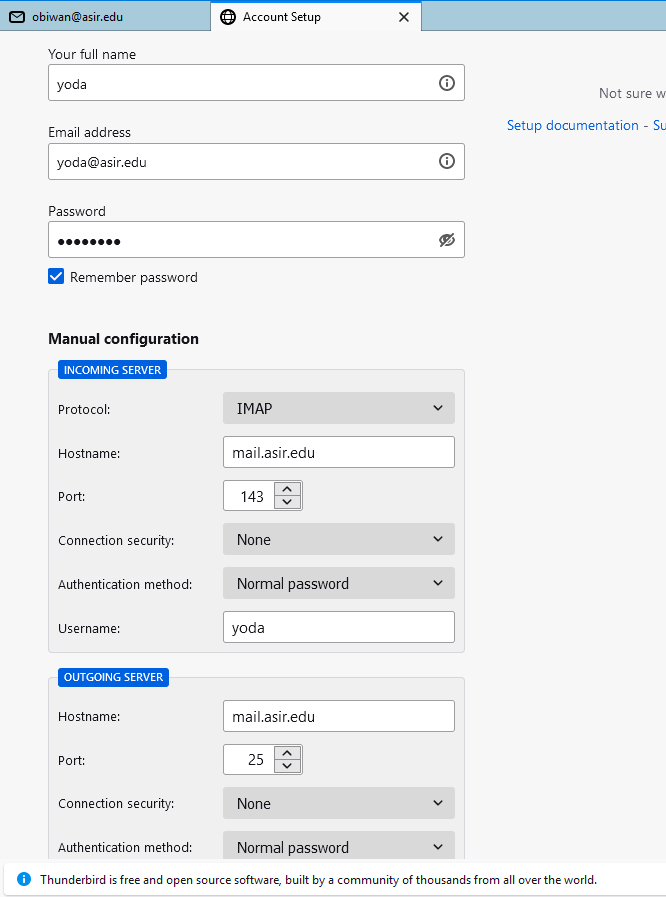 obiwan@asir.edu
Account Setup
Your full name
yoda
Not sure w
Setup documentation - Su
Email address
yoda@asir.edu
Password
●●●●●●●●
Remember password
Manual configuration
INCOMING SERVER
Protocol: IMAP
Hostname: mail.asir.edu
Port: 143
Connection security: None
Authentication method: Normal password
Username: yoda
OUTGOING SERVER
Hostname: mail.asir.edu
Port: 25
Connection security: None
Authentication method: Normal password
Thunderbird is free and open source software, built by a community of thousands from all over the world.